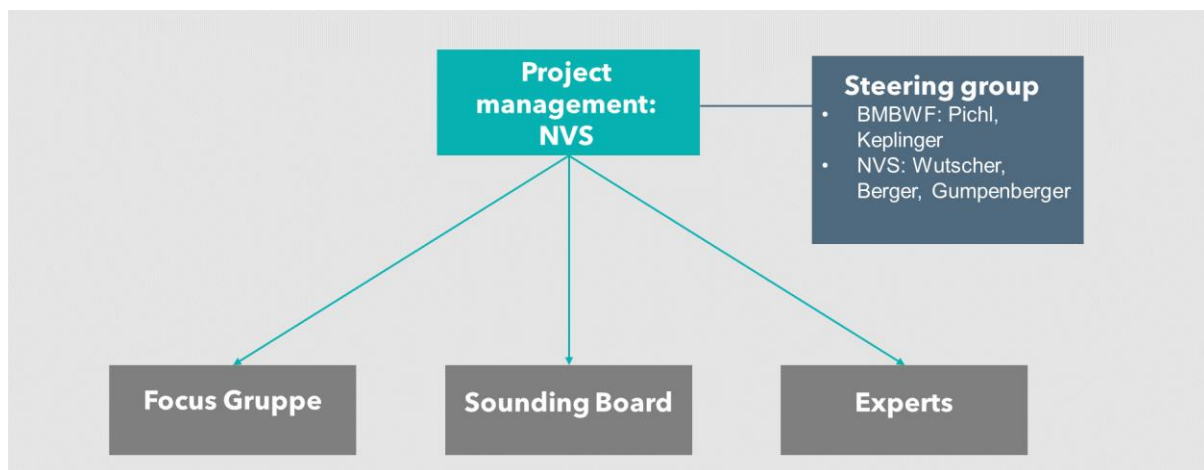 Project
management:
NVS
Steering group
• BMBWF: Pichl,
Keplinger
• NVS: Wutscher,
Berger, Gumpenberger
Focus Gruppe
Sounding Board
Experts